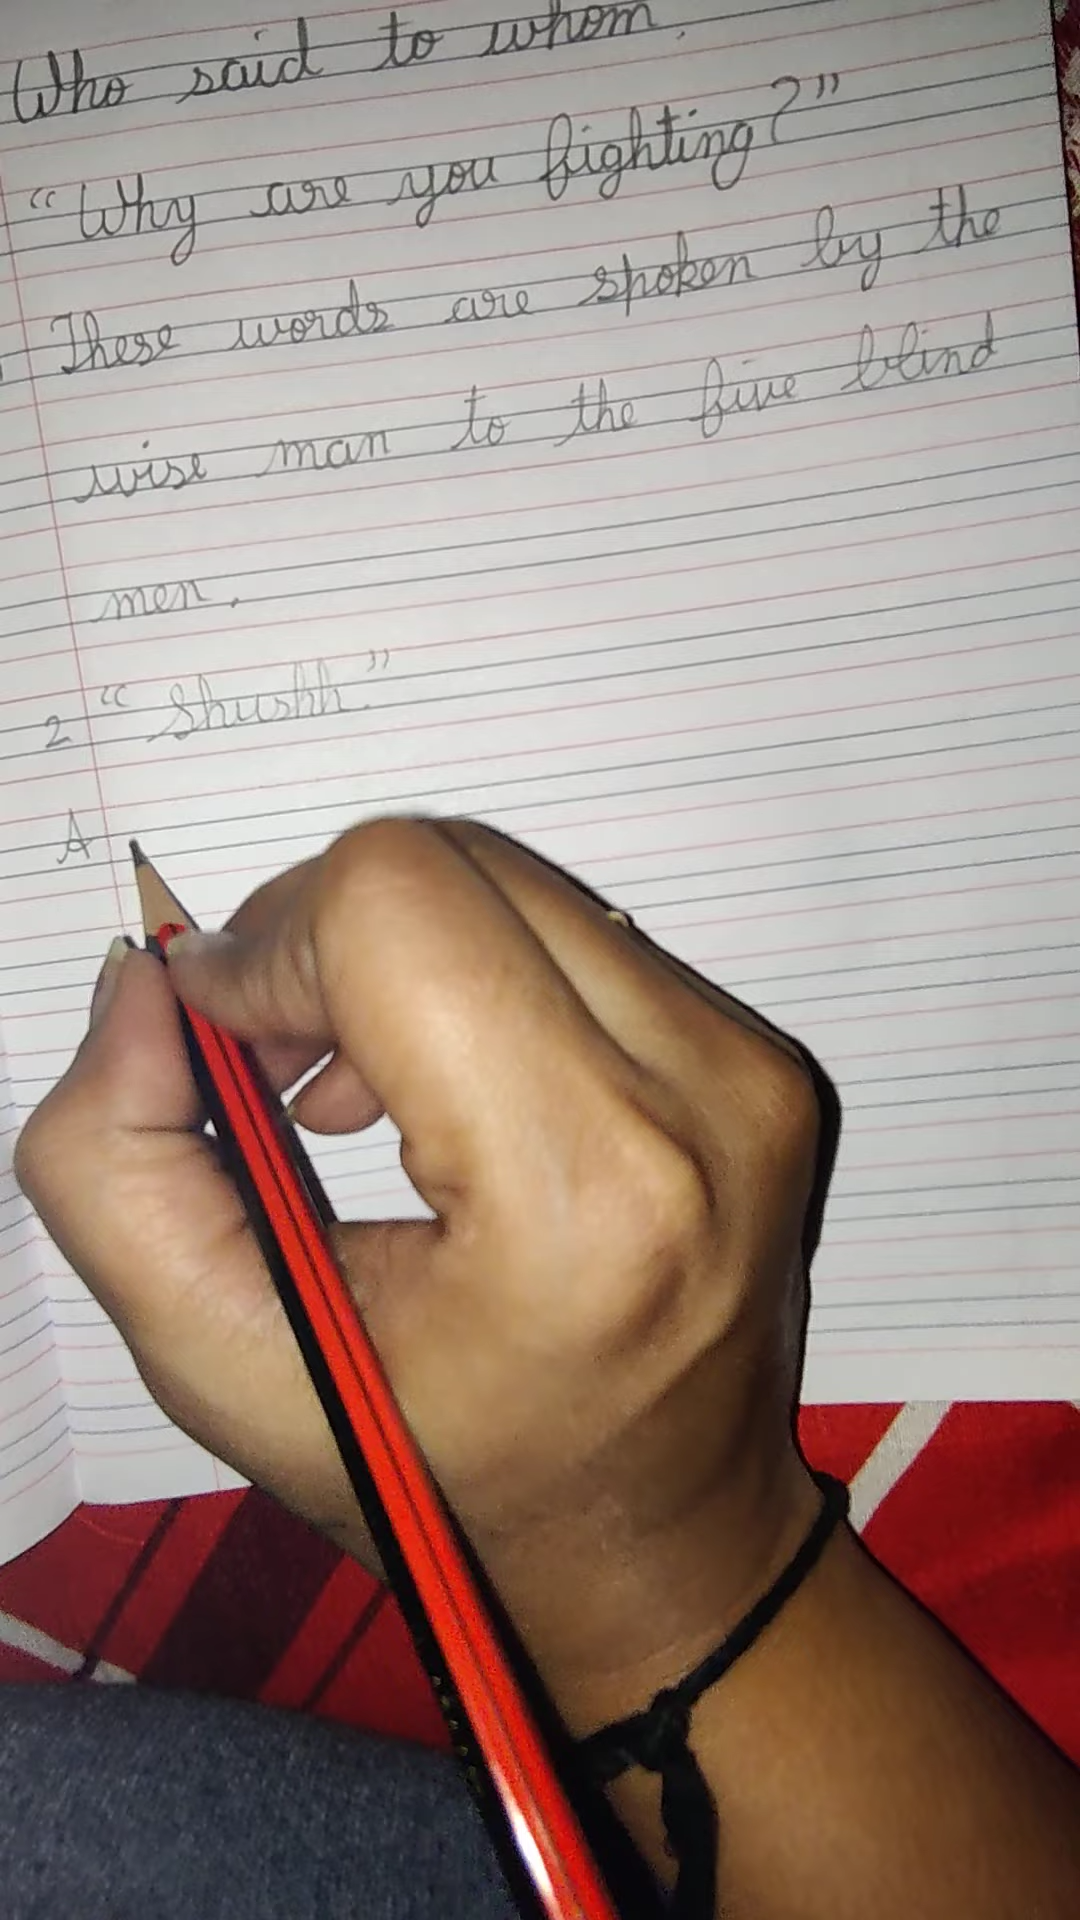 Who said to whom.
“Why are you fighting?”
These words are spoken by the
wise man to the five blind
men.
2 “Shushh.”
A